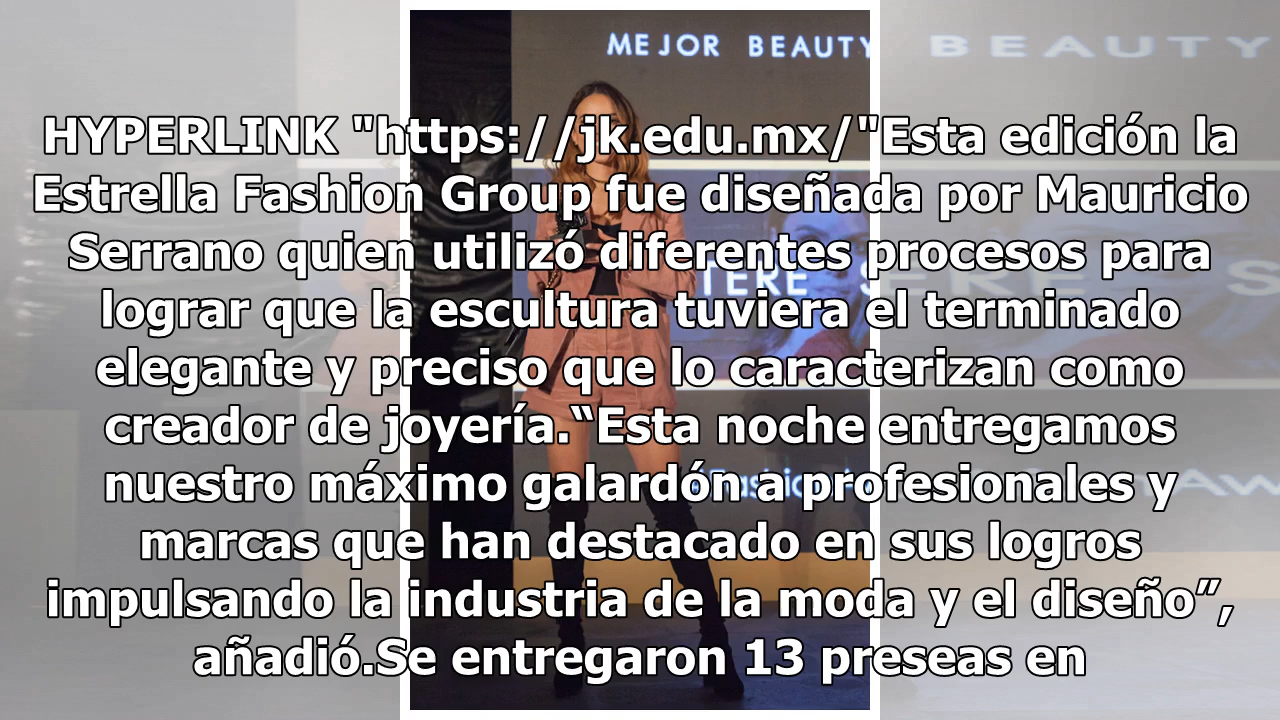 MEJOR BEAUTY
BEAUTY
HYPERLINK "https://jk.edu.mx/"Esta edición la
Estrella Fashion Group fue diseñada por Mauricio
Serrano quien utilizó diferentes procesos para
lograr que la escultura tuviera el terminado
elegante y preciso que lo caracterizan como
creador de joyería.“Esta noche entregamos
nuestro máximo galardón a profesionales y
marcas que han destacado en sus logros
impulsando la industria de la moda y el diseño”,
añadió.Se entregaron 13 preseas en